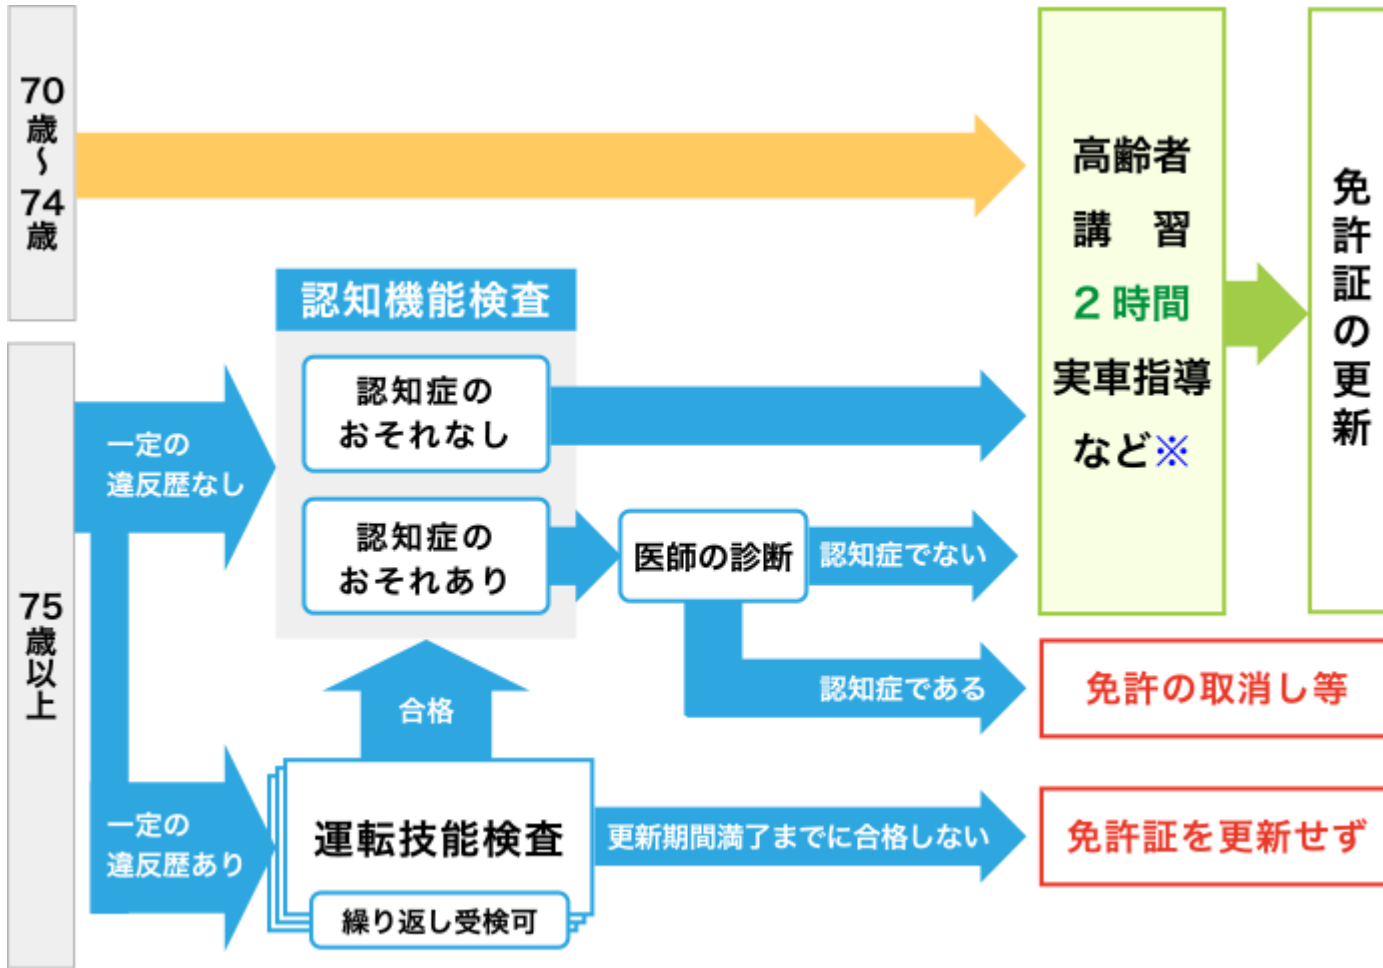 70歳〜74歳
高齢者
講　習
2時間
実車指導
など※
免許証の更新
認知機能検査
認知症の
おそれなし
一定の
違反歴なし
認知症の
おそれあり
医師の診断
認知症でない
75歳以上
認知症である
免許の取消し等
合格
一定の
違反歴あり
運転技能検査
繰り返し受検可
更新期間満了までに合格しない
免許証を更新せず